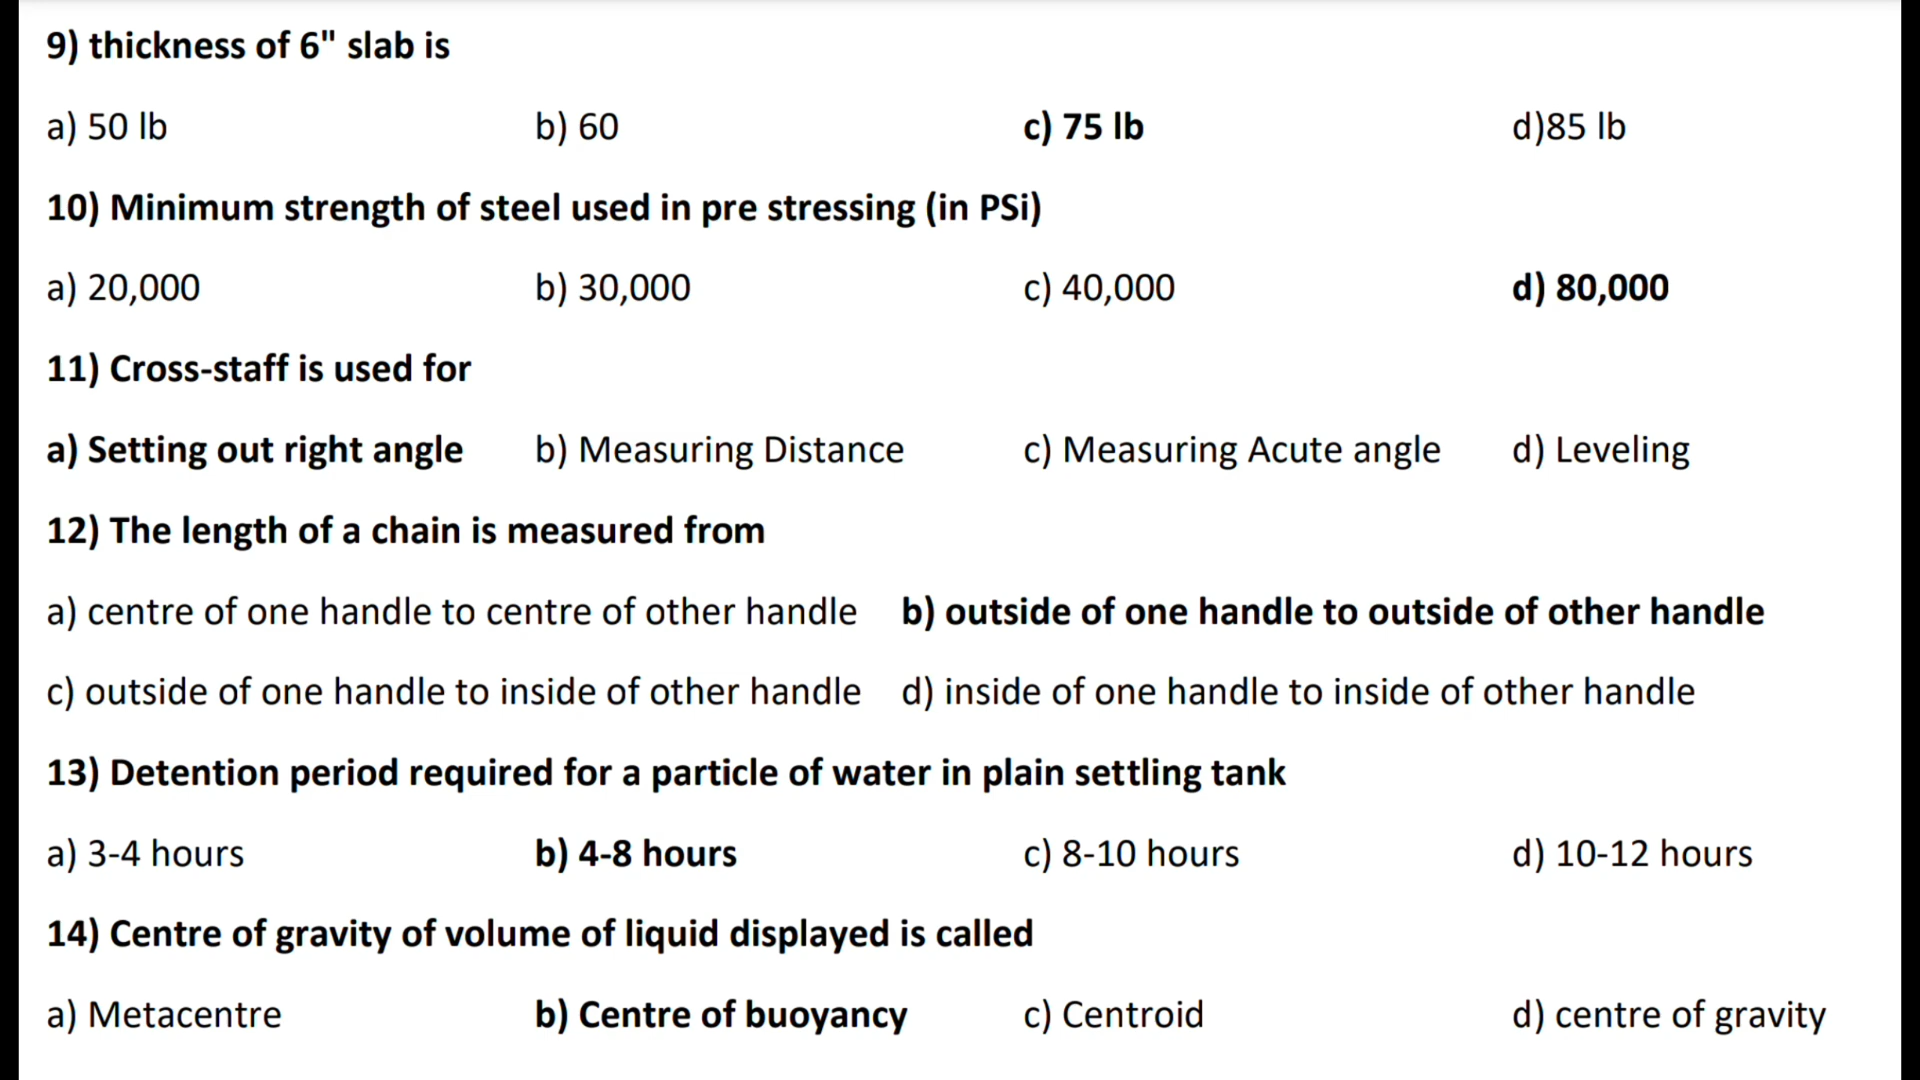 9) thickness of 6" slab is
a) 50 lb b) 60 c) 75 lb d)85 lb
10) Minimum strength of steel used in pre stressing (in PSi)
a) 20,000 b) 30,000 c) 40,000 d) 80,000
11) Cross-staff is used for
a) Setting out right angle b) Measuring Distance c) Measuring Acute angle d) Leveling
12) The length of a chain is measured from
a) centre of one handle to centre of other handle b) outside of one handle to outside of other handle
c) outside of one handle to inside of other handle d) inside of one handle to inside of other handle
13) Detention period required for a particle of water in plain settling tank
a) 3-4 hours b) 4-8 hours c) 8-10 hours d) 10-12 hours
14) Centre of gravity of volume of liquid displayed is called
a) Metacentre b) Centre of buoyancy c) Centroid d) centre of gravity